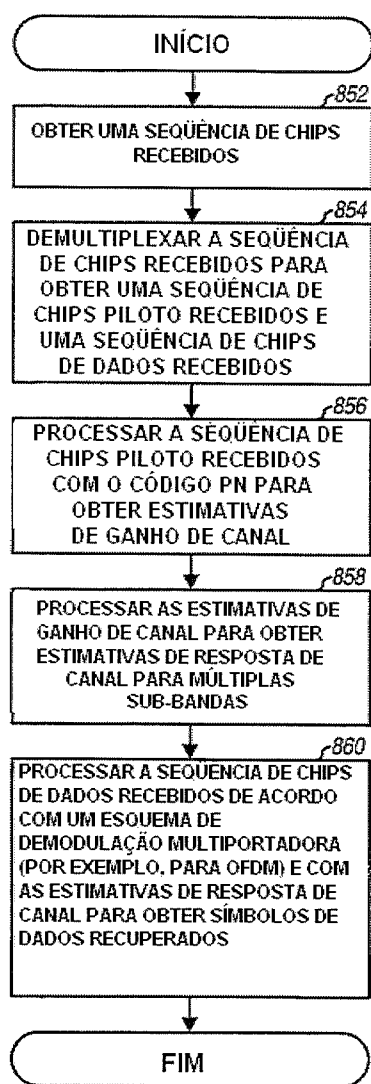 INÍCIO
852
OBTER UMA SEQÜÊNCIA DE CHIPS
RECEBIDOS
854
DEMULTIPLEXAR A SEQÜÊNCIA
DE CHIPS RECEBIDOS PARA
OBTER UMA SEQÜÊNCIA DE
CHIPS PILOTO RECEBIDOS E
UMA SEQÜÊNCIA DE CHIPS
DE DADOS RECEBIDOS
856
PROCESSAR A SEQÜÊNCIA DE
CHIPS PILOTO RECEBIDOS
COM O CÓDIGO PN PARA
OBTER ESTIMATIVAS
DE GANHO DE CANAL
858
PROCESSAR AS ESTIMATIVAS DE
GANHO DE CANAL PARA OBTER
ESTIMATIVAS DE RESPOSTA DE
CANAL PARA MÚLTIPLAS
SUB-BANDAS
860
PROCESSAR A SEQÜENCIA DE CHIPS
DE DADOS RECEBIDOS DE ACORDO
COM UM ESQUEMA DE
DEMODULAÇÃO MULTIPORTADORA
(POR EXEMPLO, PARA OFDM) E COM
AS ESTIMATIVAS DE RESPOSTA DE
CANAL PARA OBTER SÍMBOLOS DE
DADOS RECUPERADOS
FIM